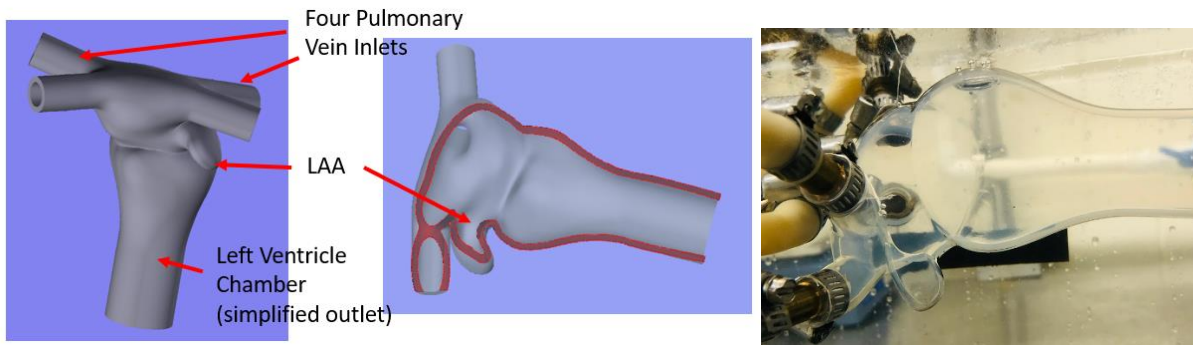 Four Pulmonary
Vein Inlets
LAA
Left Ventricle
Chamber
(simplified outlet)